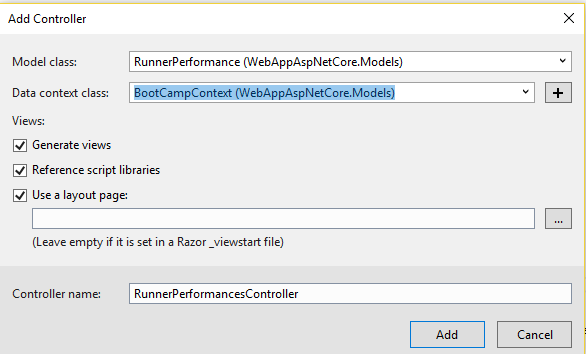 Add Controller
Model class: RunnerPerformance (WebAppAspNetCore.Models)
Data context class: BootCampContext (WebAppAspNetCore.Models) +
Views:
Generate views
Reference script libraries
Use a layout page:
...
(Leave empty if it is set in a Razor _viewstart file)
Controller name: RunnerPerformancesController
Add Cancel